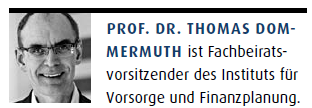 PROF. DR. THOMAS DOM-
MERMUTH ist Fachbeirats-
vorsitzender des Instituts für
Vorsorge und Finanzplanung.